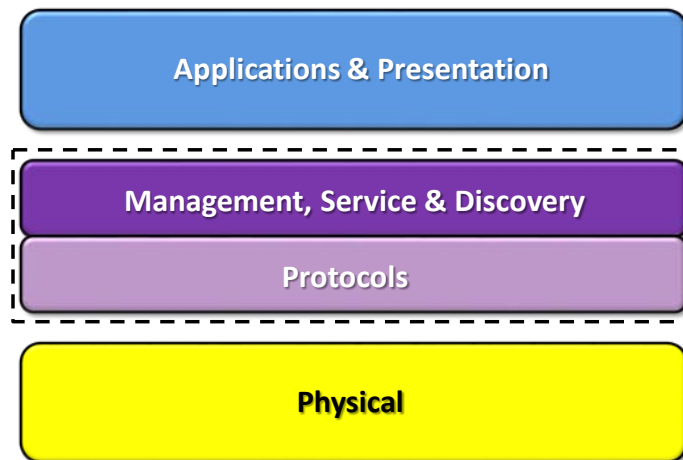 Applications & Presentation
Management, Service & Discovery
Protocols
Physical